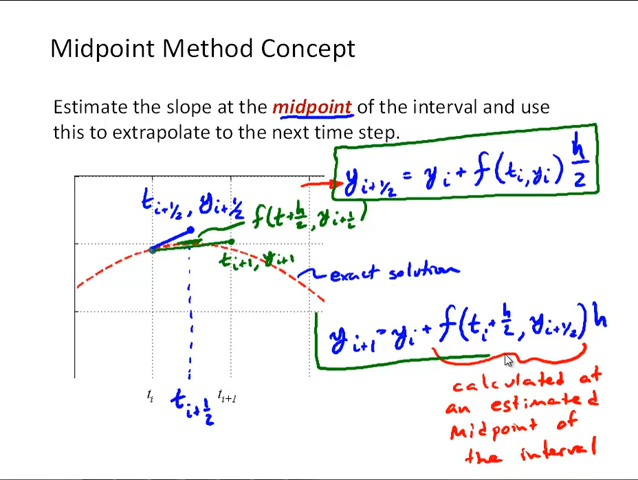 Midpoint Method Concept
Estimate the slope at the midpoint of the interval and use
this to extrapolate to the next time step.
y_{i+1/2} = y_i + f(t_i, y_i) h/2
t_{i+1/2}, y_{i+1/2}
f(t+h/2, y_{i+1/2})
t_{i+1}, y_{i+1}
exact solution
y_{i+1} = y_i + f(t_i + h/2, y_{i+1/2}) h
t_i
t_{i+1/2}
t_{i+1}
calculated at
an estimated
midpoint of
the interval